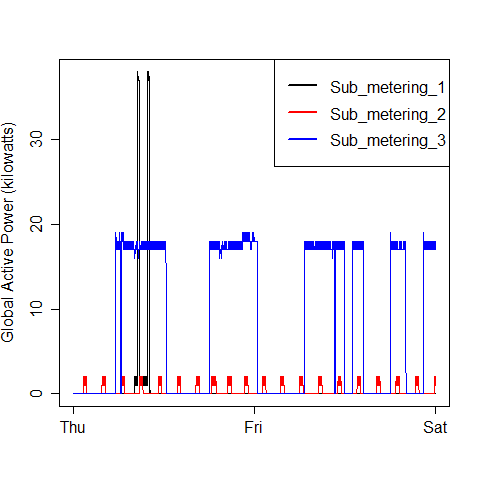 Global Active Power (kilowatts)
30
20
10
0
Sub_metering_1
Sub_metering_2
Sub_metering_3
Thu
Fri
Sat